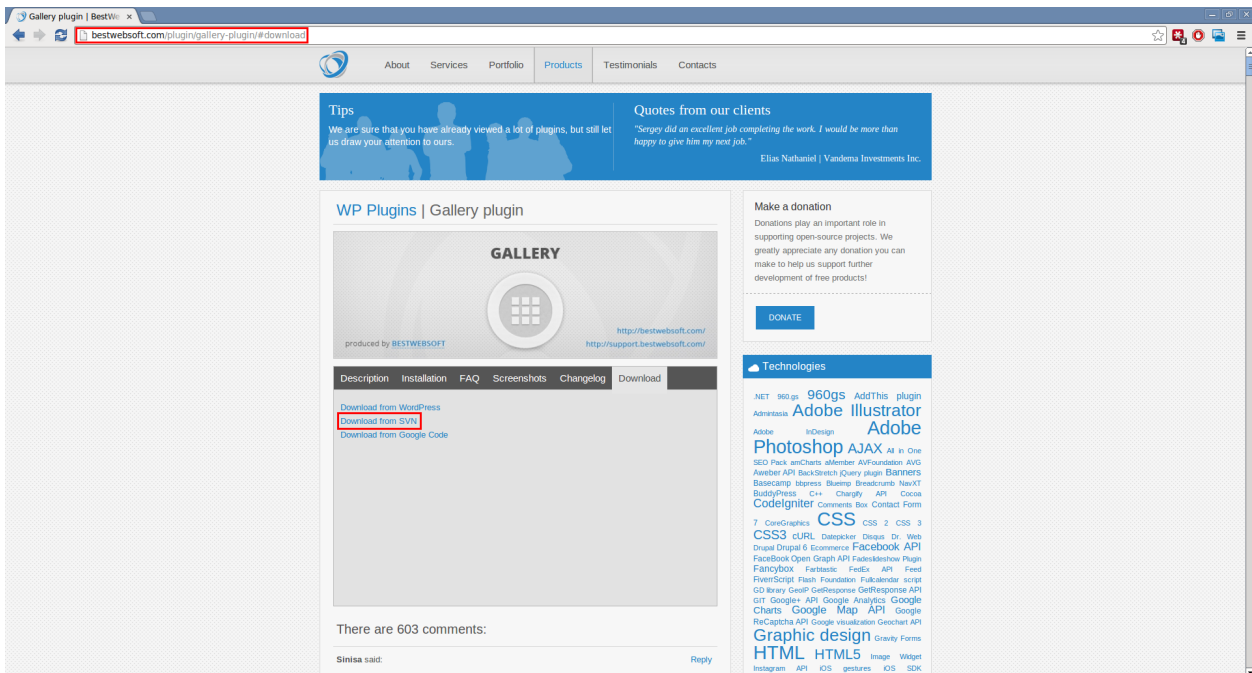 Gallery plugin | BestWe
bestwebsoft.com/plugin/gallery-plugin/#download
About Services Portfolio Products Testimonials Contacts
Tips
We are sure that you have already viewed a lot of plugins, but still let
us draw your attention to ours.
Quotes from our clients
"Sergey did an excellent job completing the work. I would be more than
happy to give him my next job."
Elias Nathaniel | Vandema Investments Inc.
WP Plugins | Gallery plugin
GALLERY
produced by BESTWEBSOFT
http://bestwebsoft.com/
http://support.bestwebsoft.com/
Description Installation FAQ Screenshots Changelog Download
Download from WordPress
Download from SVN
Download from Google Code
There are 603 comments:
Sinisa said:
Reply
Make a donation
Donations play an important role in
supporting open-source projects. We
greatly appreciate any donation you can
make to help us support further
development of free products!
DONATE
Technologies
.NET 960.gs 960gs AddThis plugin
Admintasia Adobe Illustrator
Adobe InDesign Adobe
Photoshop AJAX All in One
SEO Pack amCharts aMember AVFoundation AVG
Aweber API BackStretch jQuery plugin Banners
Basecamp bbpress Blueimp Breadcrumb NavXT
BuddyPress C++ Chargify API Cocoa
CodeIgniter Comments Box Contact Form
7 CoreGraphics CSS CSS 2 CSS 3
CSS3 cURL Datepicker Disqus Dr. Web
Drupal Drupal 6 Ecommerce Facebook API
FaceBook Open Graph API Fadeslideshow Plugin
Fancybox Farbtastic FedEx API Feed
FiverrScript Flash Foundation Fullcalendar script
GD library GeoIP GetResponse GetResponse API
GIT Google+ API Google Analytics Google
Charts Google Map API Google
ReCaptcha API Google visualization Geochart API
Graphic design Gravity Forms
HTML HTML5 Image Widget
Instagram API iOS gestures iOS SDK